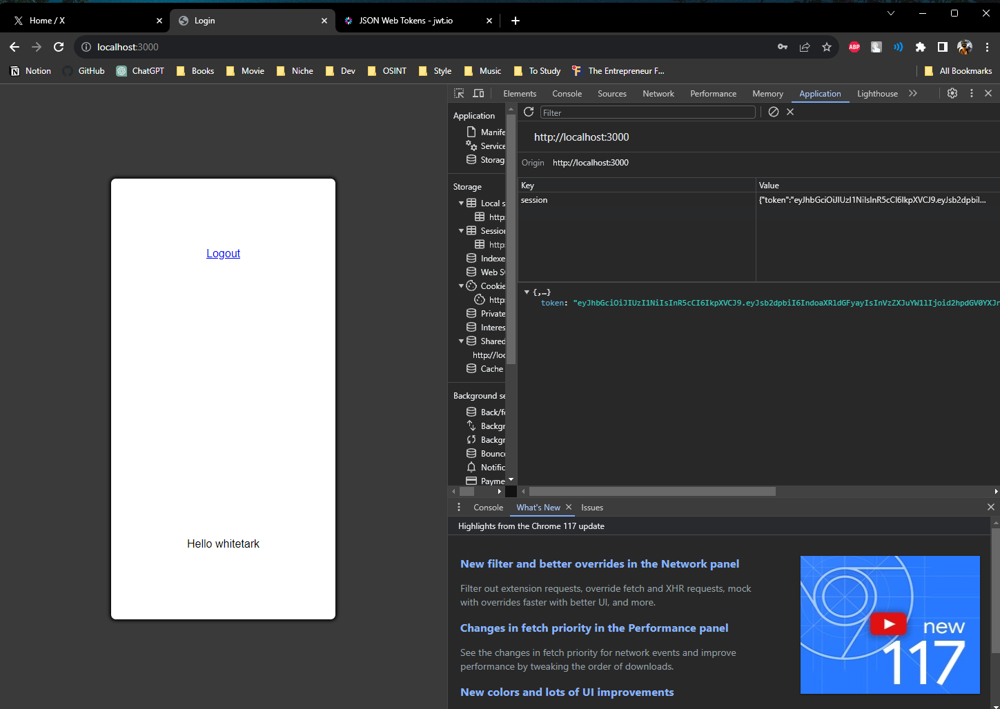 Home / X
Login
JSON Web Tokens - jwt.io
localhost:3000
ABP
Notion
GitHub
ChatGPT
Books
Movie
Niche
Dev
OSINT
Style
Music
To Study
The Entrepreneur F...
All Bookmarks
Logout
Hello whitetark
Elements
Console
Sources
Network
Performance
Memory
Application
Lighthouse
Application
Manife
Service
Storag
Storage
Local s
http:
Session
http:
Indexe
Web S
Cookie
http:
Private
Interes
Shared
http://loc
Cache
Background se
Back/f
Backgr
Backgr
Bounce
Notific
Payme
Filter
http://localhost:3000
Origin http://localhost:3000
Key Value
session {"token":"eyJhbGciOiJIUzI1NiIsInR5cCI6IkpXVCJ9.eyJsb2dpbiI...
{,…}
token: "eyJhbGciOiJIUzI1NiIsInR5cCI6IkpXVCJ9.eyJsb2dpbiI6IndoaXRldGFyayIsInVzZXJuYW1lIjoid2hpdGV0YXJr
Console
What's New
Issues
Highlights from the Chrome 117 update
New filter and better overrides in the Network panel
Filter out extension requests, override fetch and XHR requests, mock
with overrides faster with better UI, and more.
Changes in fetch priority in the Performance panel
See the changes in fetch priority for network events and improve
performance by tweaking the order of downloads.
New colors and lots of UI improvements
new
117